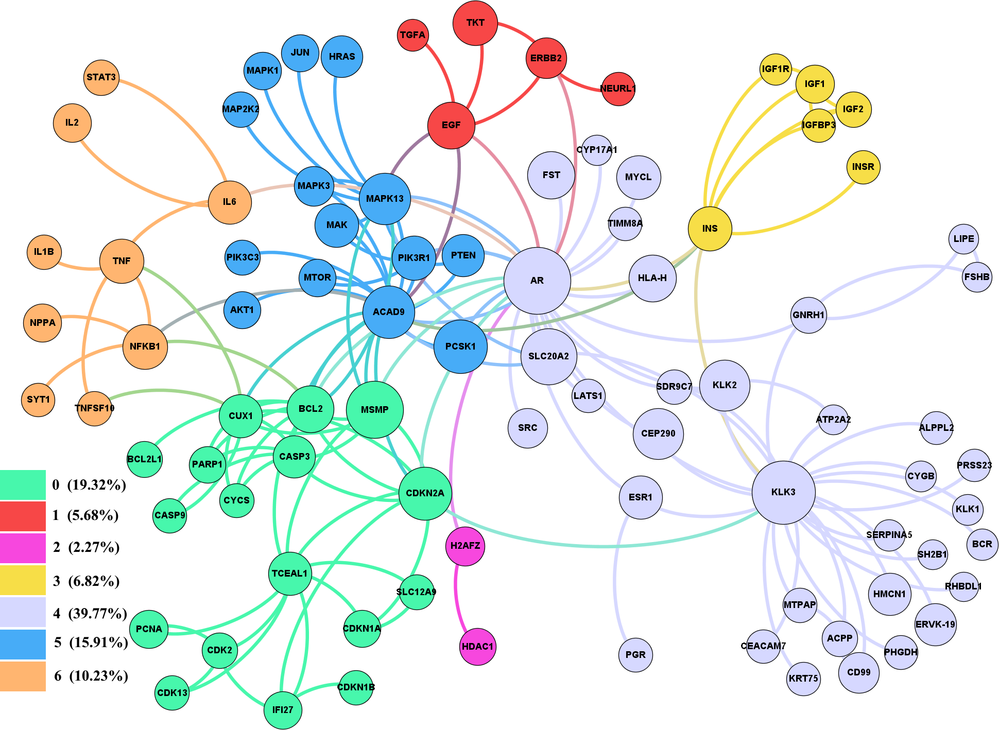 TKT
TGFA
JUN
HRAS
ERBB2
MAPK1
IGF1R
STAT3
IGF1
NEURL1
MAP2K2
IGF2
IL2
EGF
IGFBP3
CYP17A1
INSR
FST
MYCL
MAPK3
MAPK13
IL6
MAK
TIMM8A
INS
LIPE
IL1B
PIK3C3
PIK3R1
PTEN
TNF
MTOR
AR
HLA-H
FSHB
AKT1
ACAD9
GNRH1
NPPA
NFKB1
PCSK1
SLC20A2
SDR9C7
KLK2
SYT1
LATS1
TNFSF10
CUX1
BCL2
MSMP
ATP2A2
SRC
ALPPL2
CEP290
BCL2L1
PARP1
CASP3
PRSS23
CYGB
0 (19.32%)
CYCS
CDKN2A
ESR1
KLK3
1 (5.68%)
CASP9
KLK1
SERPINA5
2 (2.27%)
H2AFZ
BCR
SH2B1
3 (6.82%)
TCEAL1
RHBDL1
SLC12A9
HMCN1
MTPAP
4 (39.77%)
PCNA
CDKN1A
ERVK-19
5 (15.91%)
CDK2
HDAC1
PGR
CEACAM7
ACPP
PHGDH
6 (10.23%)
CDK13
CDKN1B
KRT75
CD99
IFI27